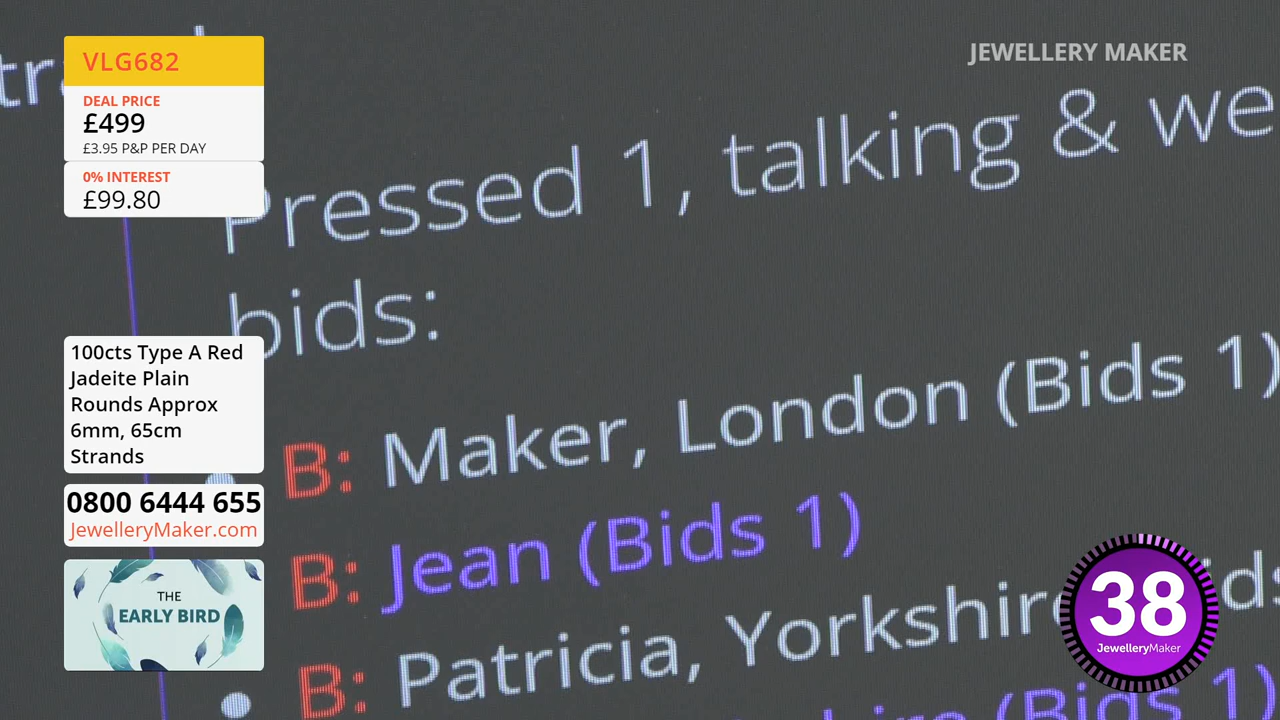 VLG682
DEAL PRICE
£499
£3.95 P&P PER DAY
0% INTEREST
£99.80
100cts Type A Red
Jadeite Plain
Rounds Approx
6mm, 65cm
Strands
0800 6444 655
JewelleryMaker.com
THE
EARLY BIRD
JEWELLERY MAKER
Pressed 1, talking & we
bids:
B: Maker, London (Bids 1)
B: Jean (Bids 1)
B: Patricia, Yorkshire
(Bids 1)
38
JewelleryMaker